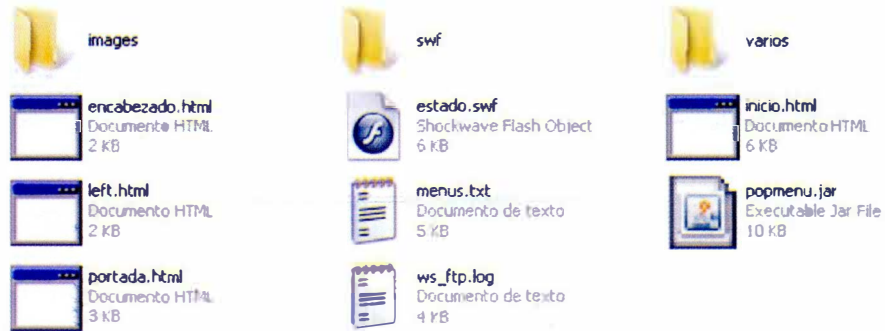 images
swf
varios
encabezado.html
Documento HTML
2 KB
estado.swf
Shockwave Flash Object
6 KB
inicio.html
Documento HTML
6 KB
left.html
Documento HTML
2 KB
menus.txt
Documento de texto
5 KB
popmenu.jar
Executable Jar File
10 KB
portada.html
Documento HTML
3 KB
ws_ftp.log
Documento de texto
4 KB